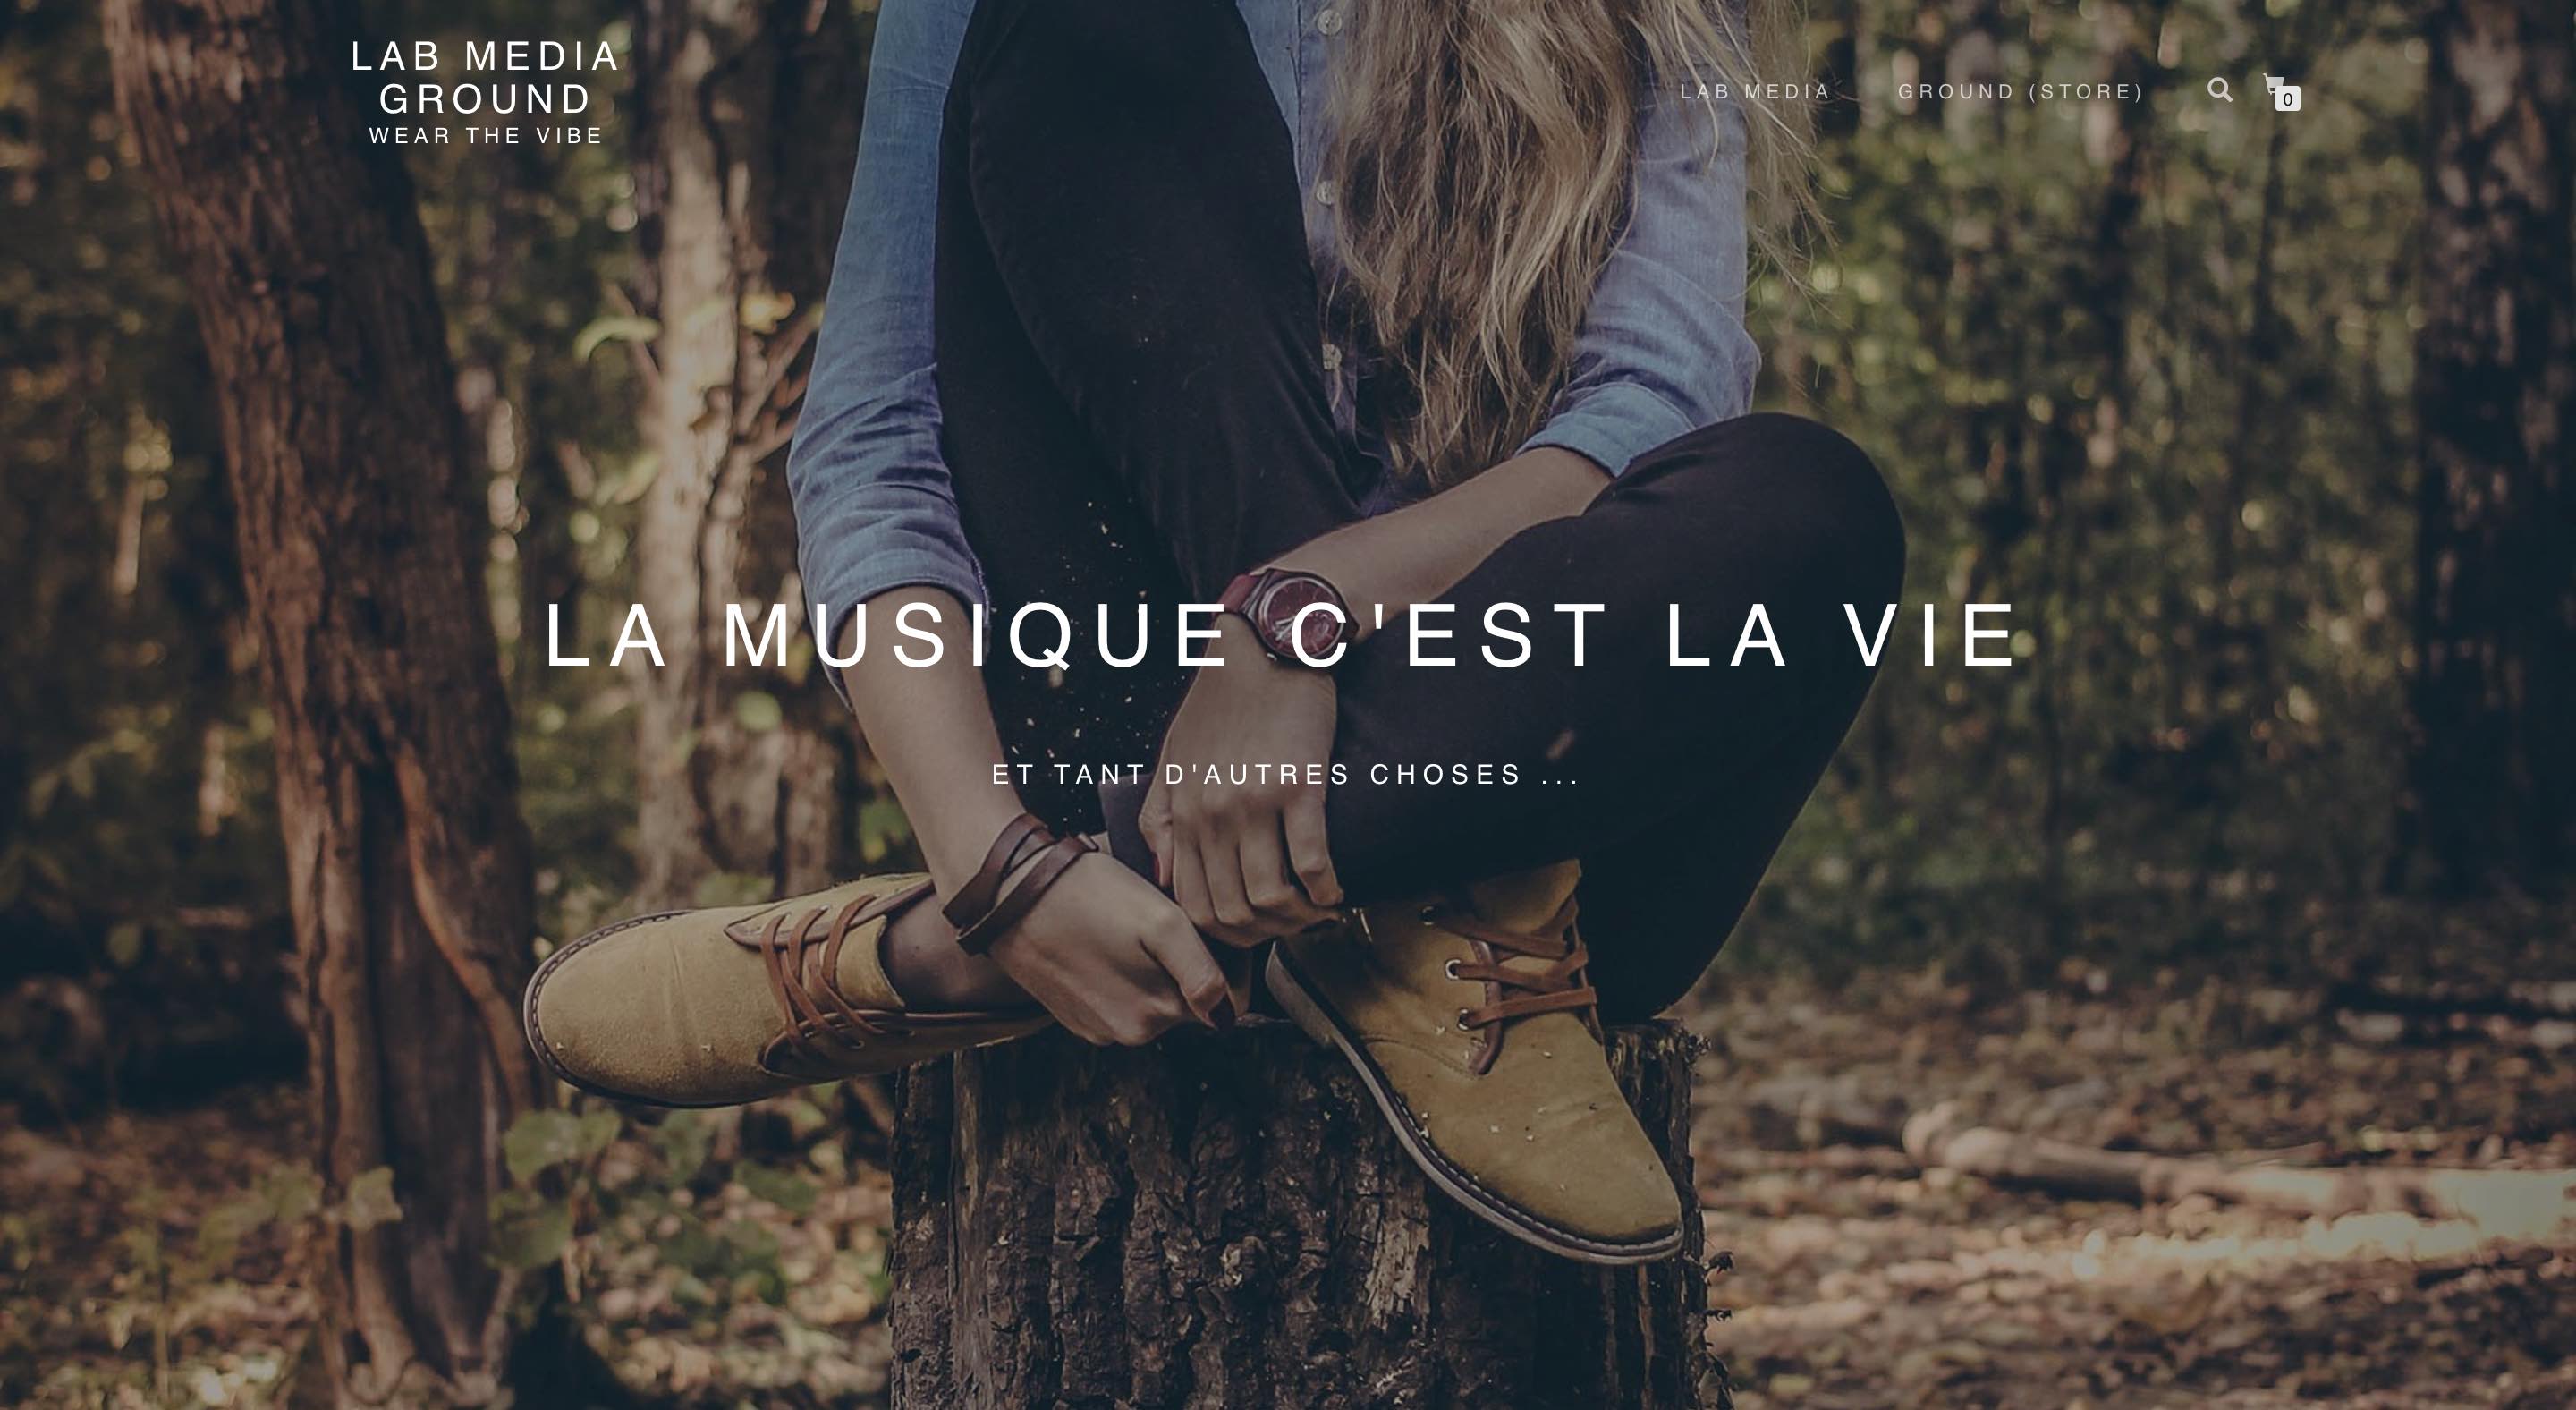 LAB MEDIA
GROUND
WEAR THE VIBE
LAB MEDIA
GROUND (STORE)
0
LA MUSIQUE C'EST LA VIE
ET TANT D'AUTRES CHOSES ...